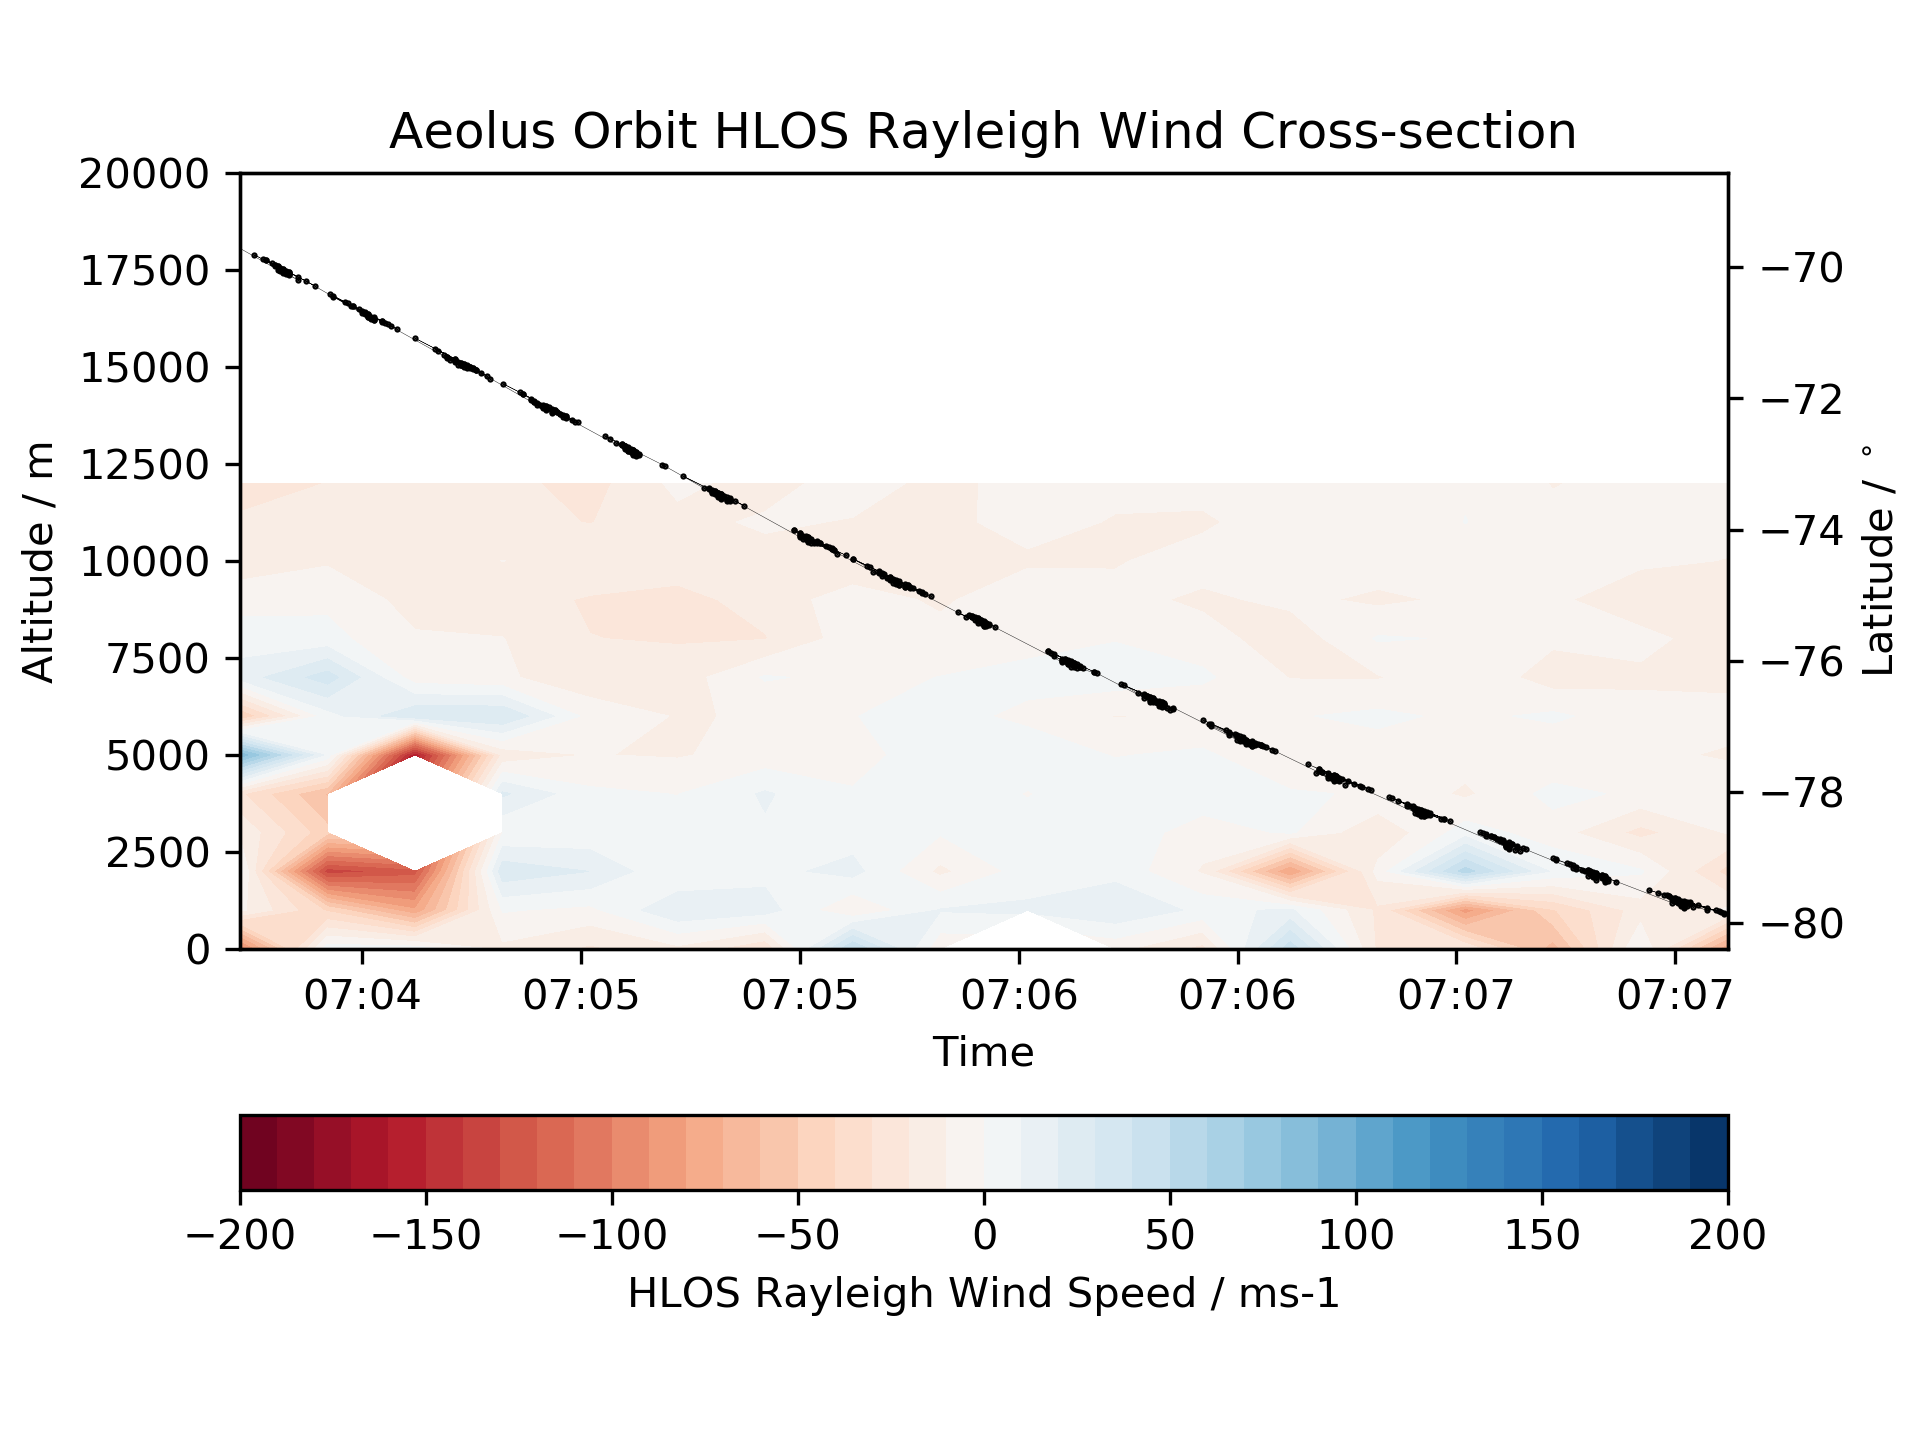 Aeolus Orbit HLOS Rayleigh Wind Cross-section
20000
17500
15000
12500
10000
7500
5000
2500
0
Altitude / m
−70
−72
−74
−76
−78
−80
Latitude / °
07:04 07:05 07:05 07:06 07:06 07:07 07:07
Time
−200 −150 −100 −50 0 50 100 150 200
HLOS Rayleigh Wind Speed / ms-1